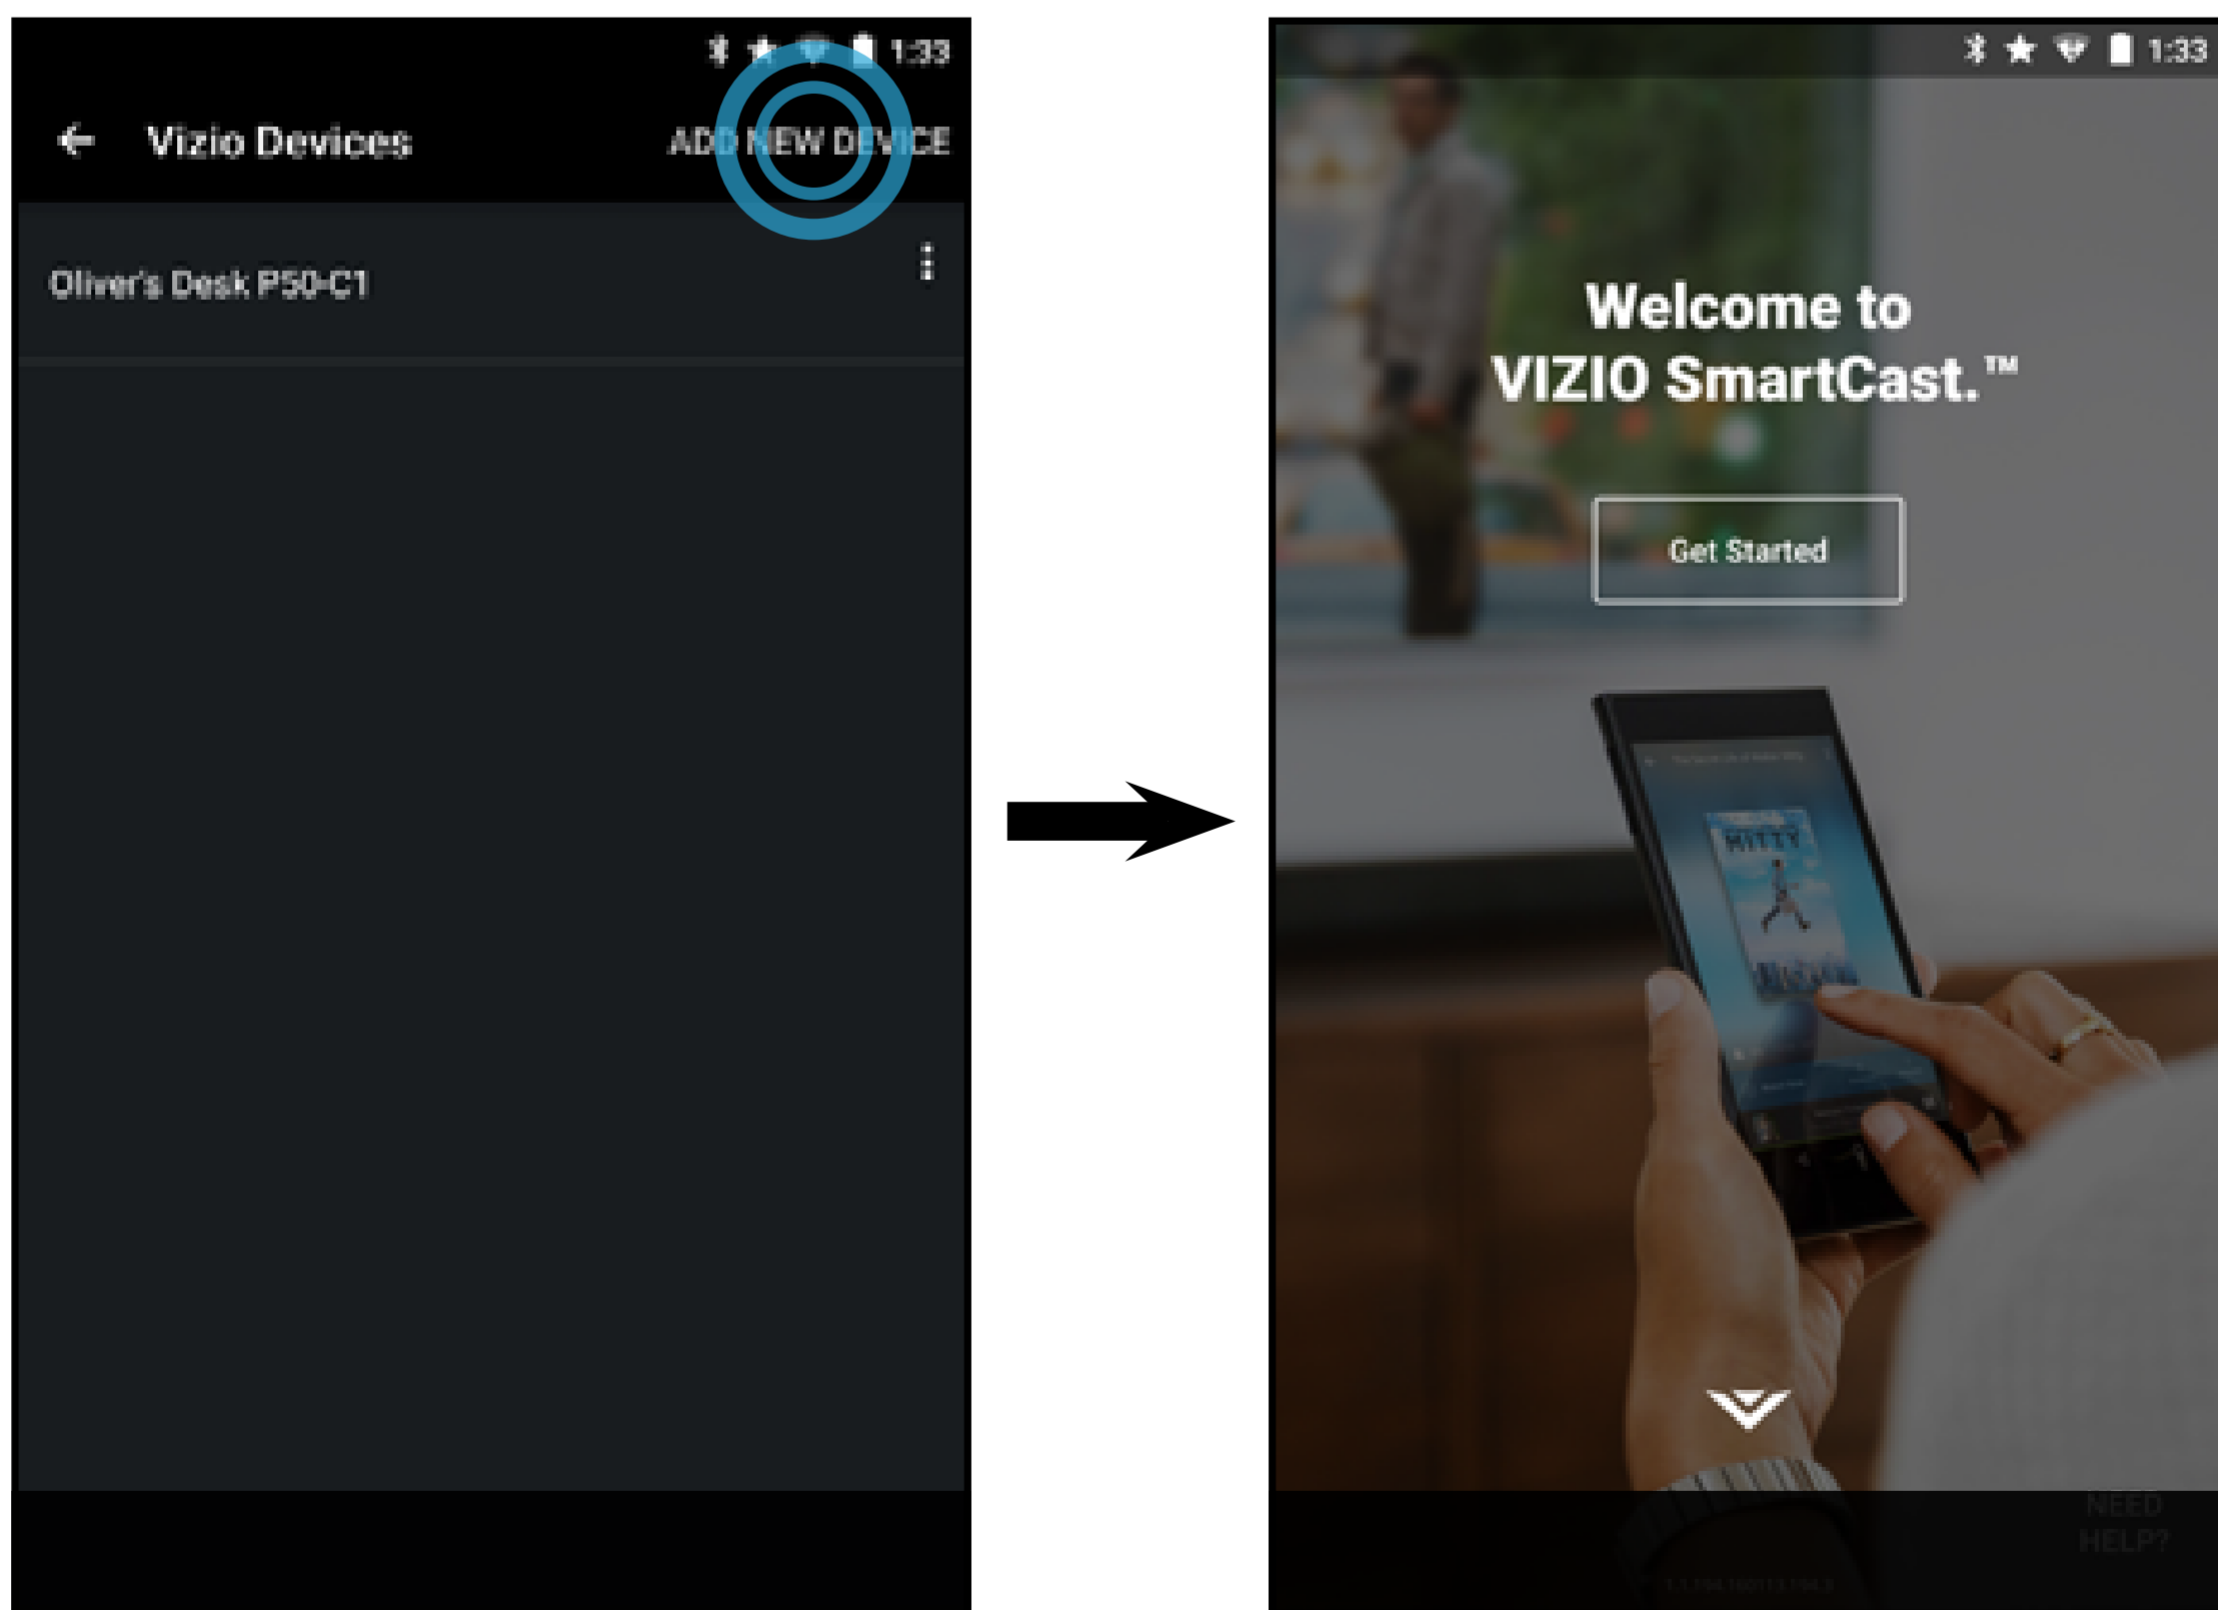 1:33
← Vizio Devices
ADD NEW DEVICE
Oliver's Desk P50-C1
1:33
Welcome to
VIZIO SmartCast.™
Get Started
MITTY
NEED
HELP?